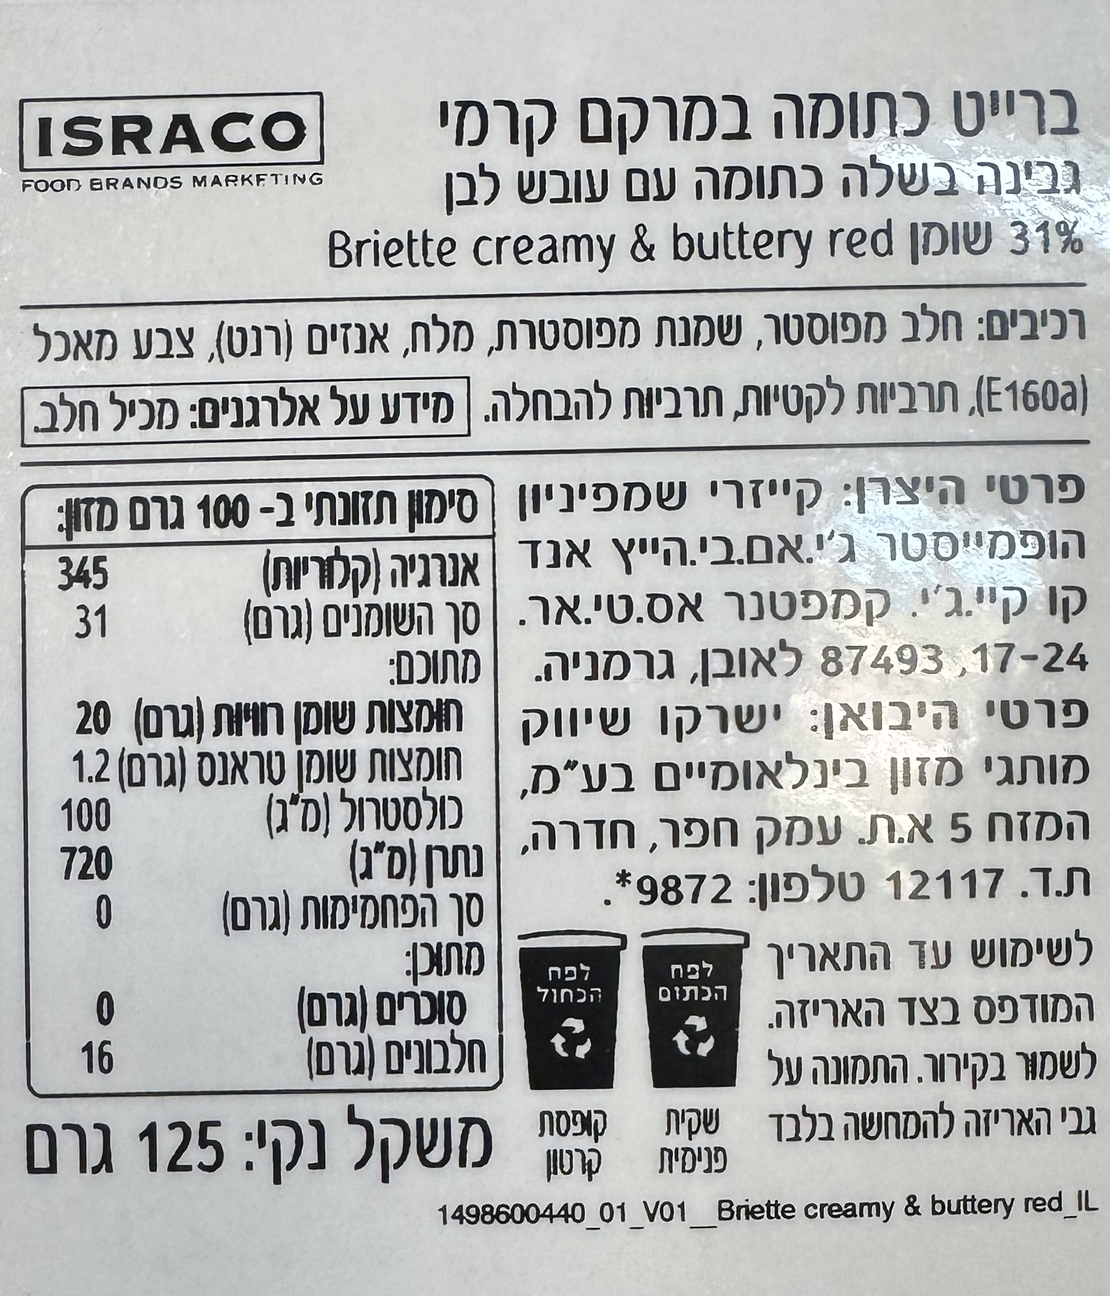 ISRACO
FOOD BRANDS MARKETING
ברייט כתומה במרקם קרמי
גבינה בשלה כתומה עם עובש לבן
31% שומן Briette creamy & buttery red
רכיבים: חלב מפוסטר, שמנת מפוסטרת, מלח, אנזים (רנט), צבע מאכל
(E160a), תרביות לקטיות, תרביות להבחלה.
מידע על אלרגנים: מכיל חלב.
פרטי היצרן: קייזרי שמפיניון
הופמייסטר ג'י.אם.בי.הייץ אנד
קו קיי.ג'י. קמפטנר אס.טי.אר.
17-24, 87493 לאובן, גרמניה.
פרטי היבואן: ישרקו שיווק
מותגי מזון בינלאומיים בע"מ,
המזח 5 א.ת. עמק חפר, חדרה,
ת.ד. 12117 טלפון: 9872*.
לשימוש עד התאריך
המודפס בצד האריזה.
לשמור בקירור. התמונה על
גבי האריזה להמחשה בלבד
לפח
הכתום
שקית
פנימית
לפח
הכחול
קופסת
קרטון
סימון תזונתי ב- 100 גרם מזון:
אנרגיה (קלוריות) 345
סך השומנים (גרם) 31
מתוכם:
חומצות שומן רוויות (גרם) 20
חומצות שומן טראנס (גרם) 1.2
כולסטרול (מ"ג) 100
נתרן (מ"ג) 720
סך הפחמימות (גרם) 0
מתוכן:
סוכרים (גרם) 0
חלבונים (גרם) 16
משקל נקי: 125 גרם
1498600440_01_V01__Briette creamy & buttery red_IL